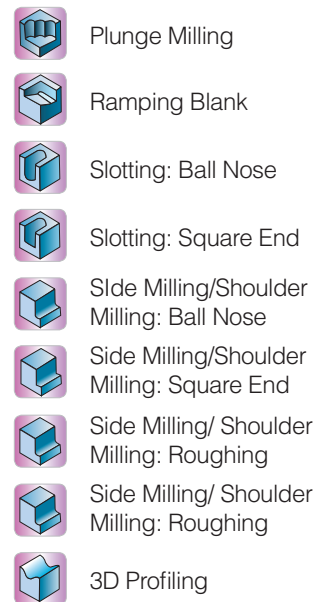 Plunge Milling
Ramping Blank
Slotting: Ball Nose
Slotting: Square End
SIde Milling/Shoulder
Milling: Ball Nose
Side Milling/Shoulder
Milling: Square End
Side Milling/ Shoulder
Milling: Roughing
Side Milling/ Shoulder
Milling: Roughing
3D Profiling